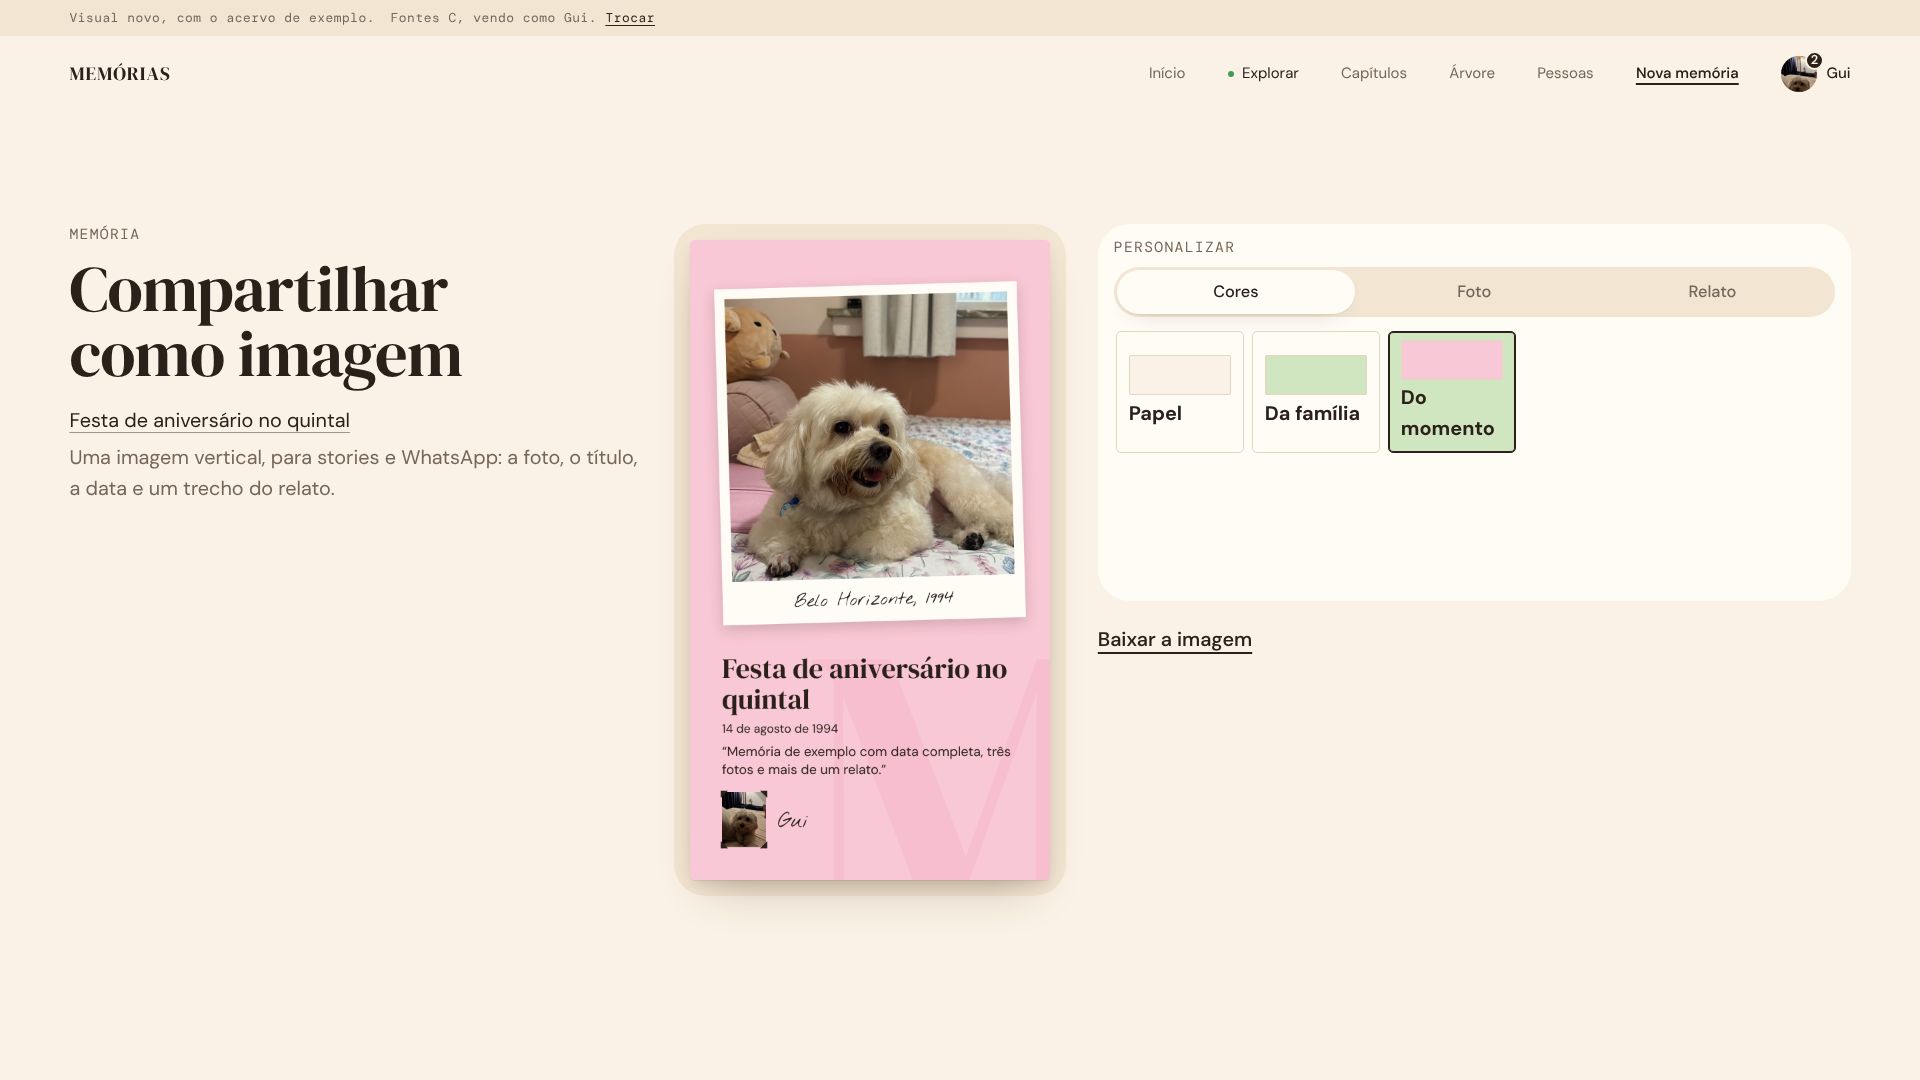 Visual novo, com o acervo de exemplo. Fontes C, vendo como Gui. Trocar
MEMÓRIAS
Início
Explorar
Capítulos
Árvore
Pessoas
Nova memória
2
Gui
MEMÓRIA
Compartilhar
como imagem
Festa de aniversário no quintal
Uma imagem vertical, para stories e WhatsApp: a foto, o título,
a data e um trecho do relato.
Belo Horizonte, 1994
Festa de aniversário no
quintal
14 de agosto de 1994
“Memória de exemplo com data completa, três
fotos e mais de um relato.”
Gui
M
PERSONALIZAR
Cores
Foto
Relato
Papel
Da família
Do
momento
Baixar a imagem